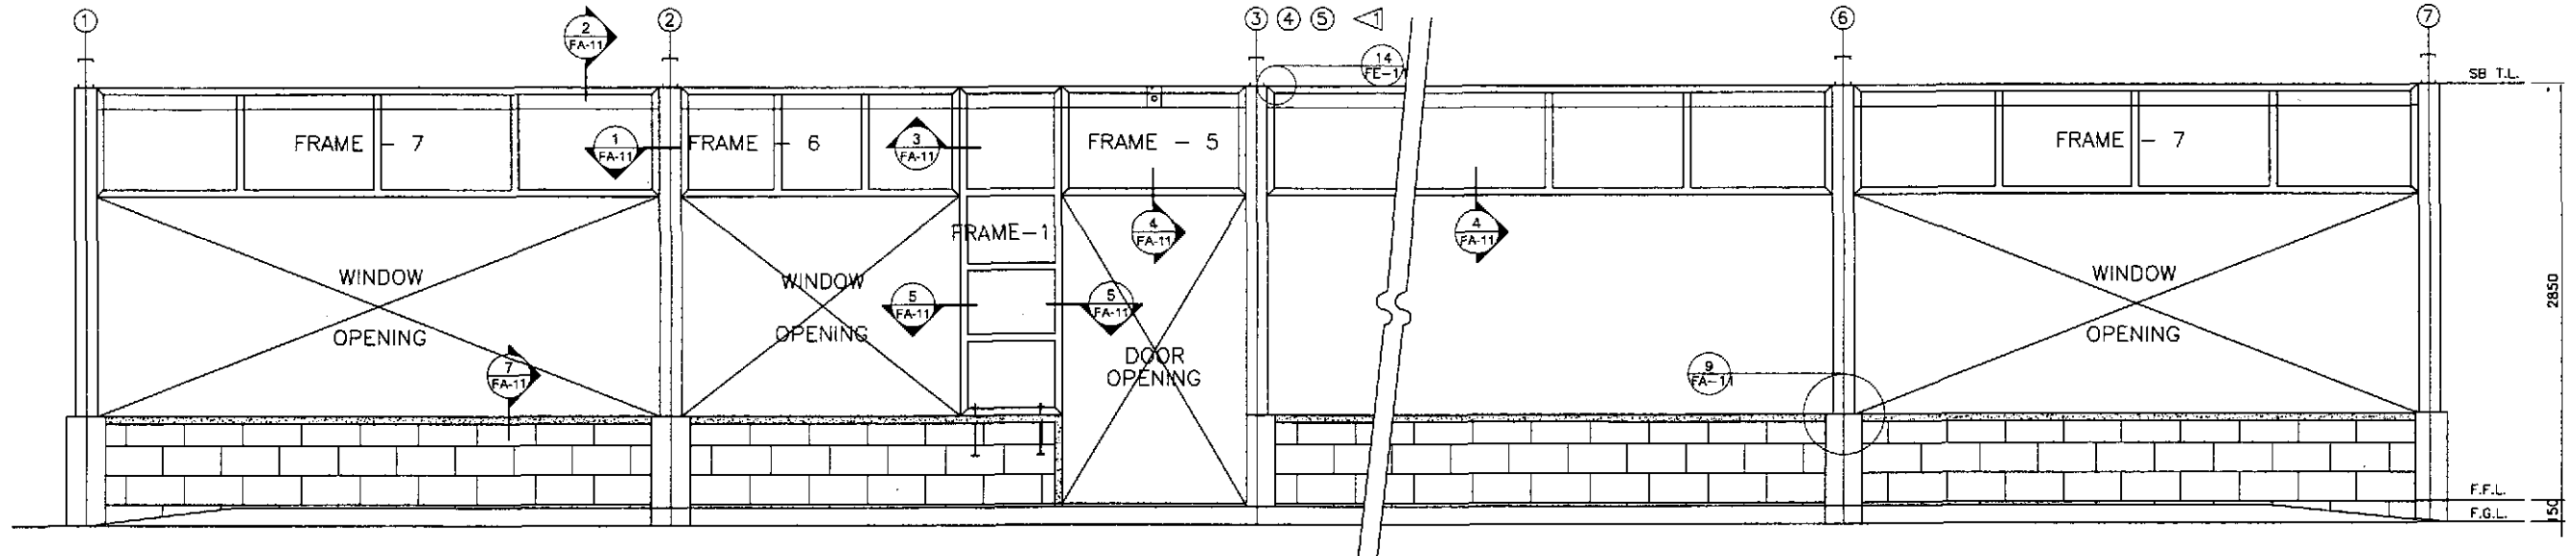 1
2
3 4 5 1
6
7
2
FA-11
14
FE-11
SB T.L.
FRAME - 7
1
FA-11
FRAME - 6
3
FA-11
FRAME - 5
FRAME - 7
FRAME-1
4
FA-11
4
FA-11
WINDOW
OPENING
WINDOW
OPENING
5
FA-11
5
FA-11
WINDOW
OPENING
2850
7
FA-11
DOOR
OPENING
9
FA-11
F.F.L.
150
F.G.L.